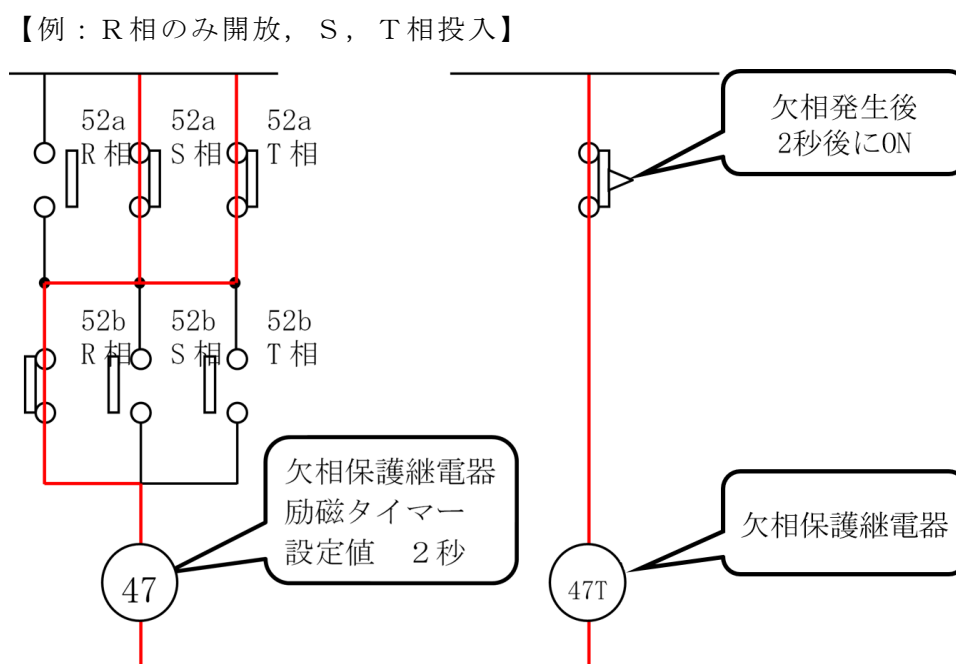 【例：Ｒ相のみ開放，Ｓ，Ｔ相投入】
52a
Ｒ相
52a
Ｓ相
52a
Ｔ相
欠相発生後
2秒後にON
52b
Ｒ相
52b
Ｓ相
52b
Ｔ相
欠相保護継電器
励磁タイマー
設定値　２秒
欠相保護継電器
47
47T